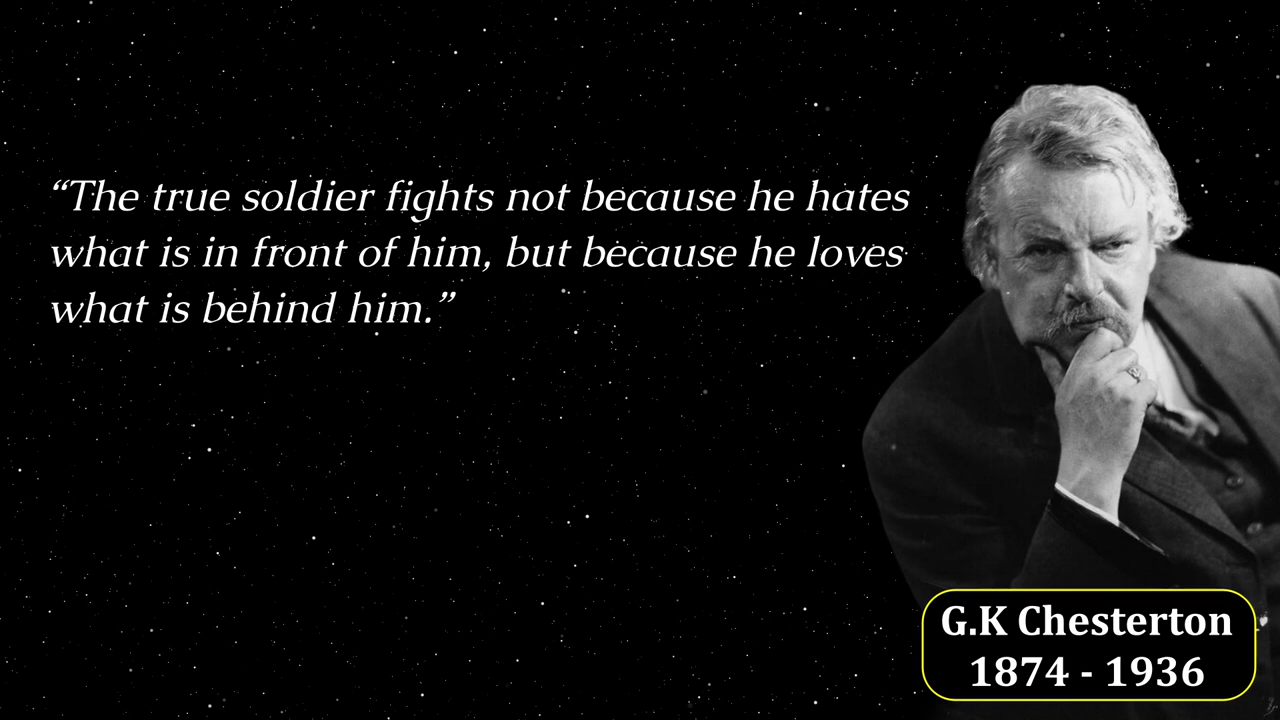 “The true soldier fights not because he hates
what is in front of him, but because he loves
what is behind him.”
G.K Chesterton
1874 - 1936